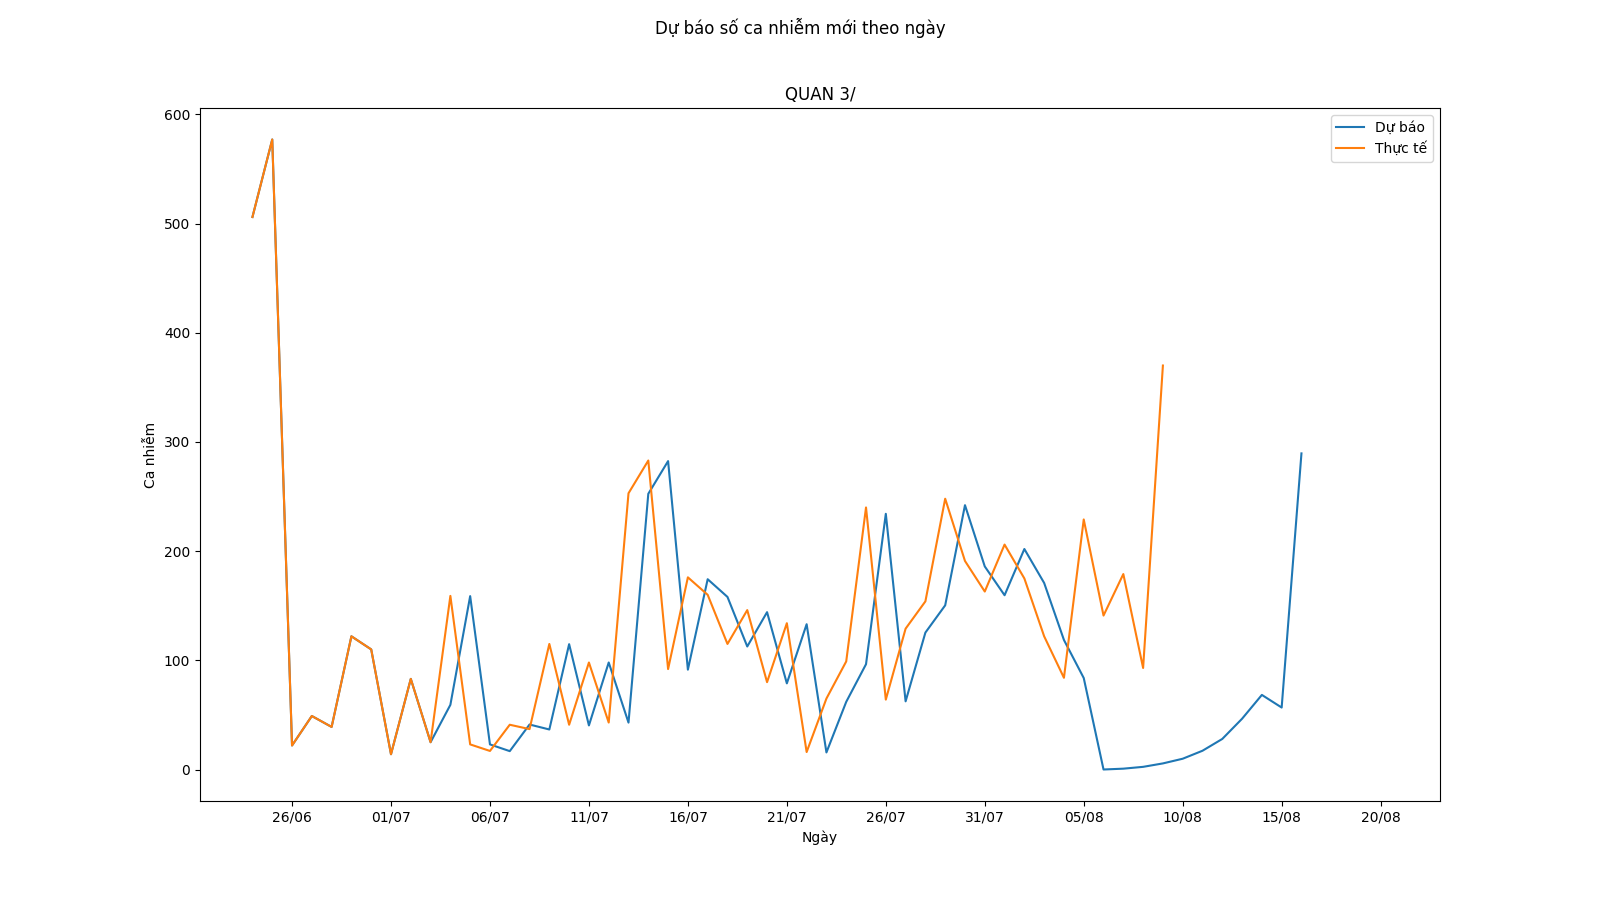 Dự báo số ca nhiễm mới theo ngày
QUAN 3/
Dự báo
Thực tế
600
500
400
300
200
100
0
Ca nhiễm
26/06 01/07 06/07 11/07 16/07 21/07 26/07 31/07 05/08 10/08 15/08 20/08
Ngày